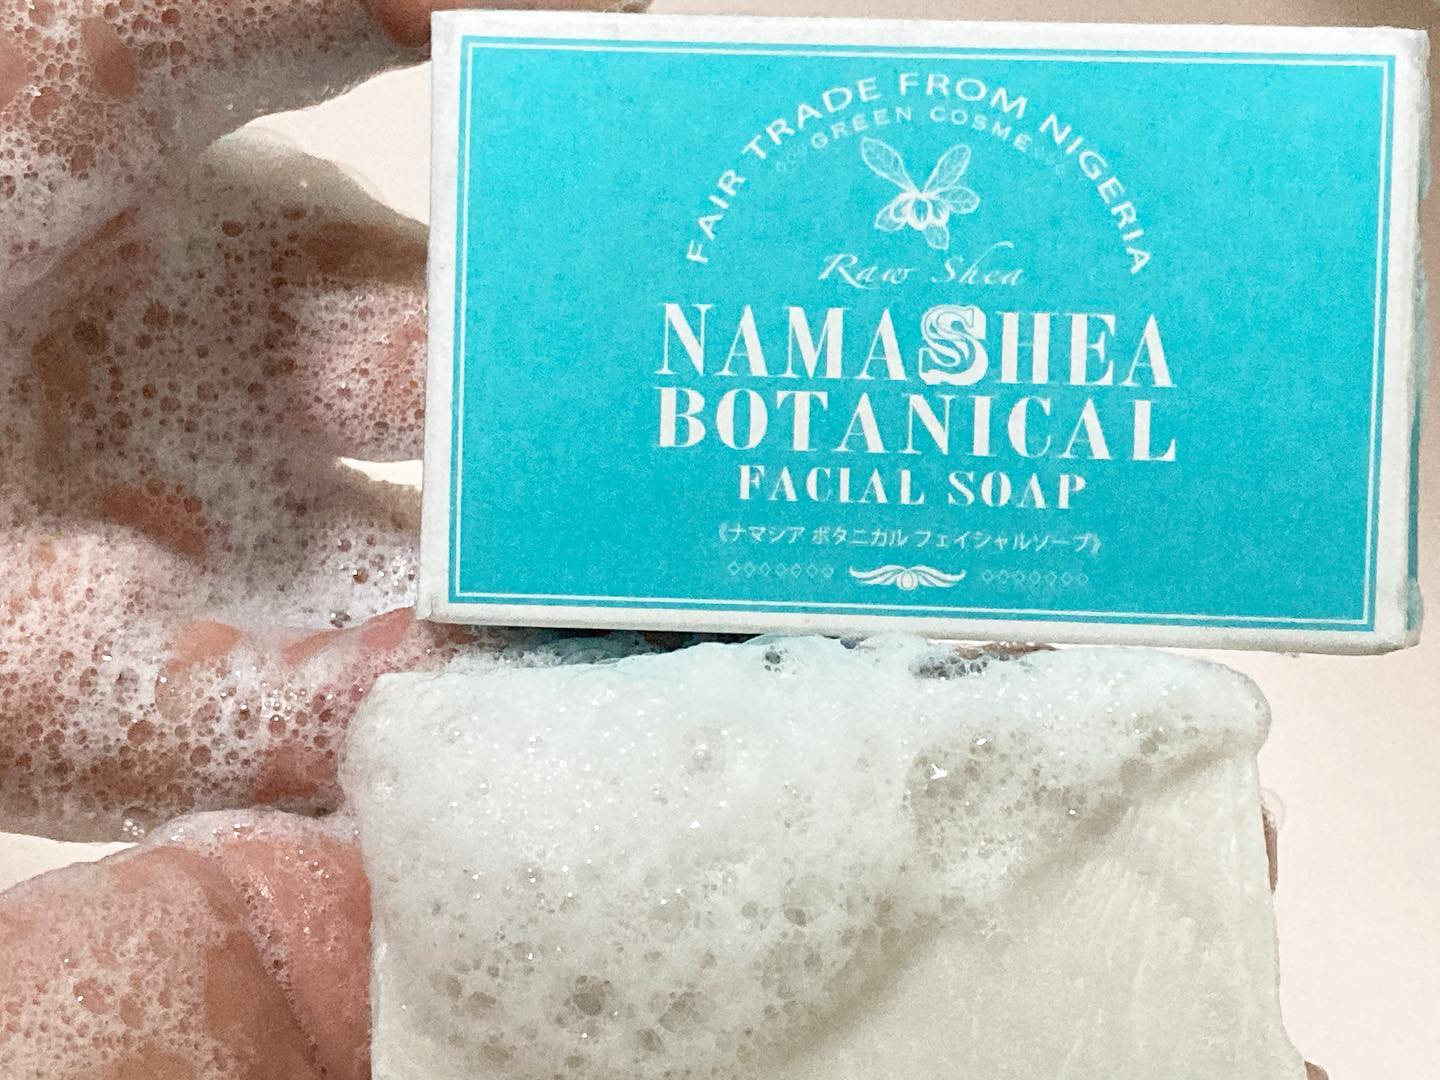 FAIR TRADE FROM NIGERIA
GREEN COSME
Raw Shea
NAMASHEA
BOTANICAL
FACIAL SOAP
《ナマシア ボタニカル フェイシャルソープ》